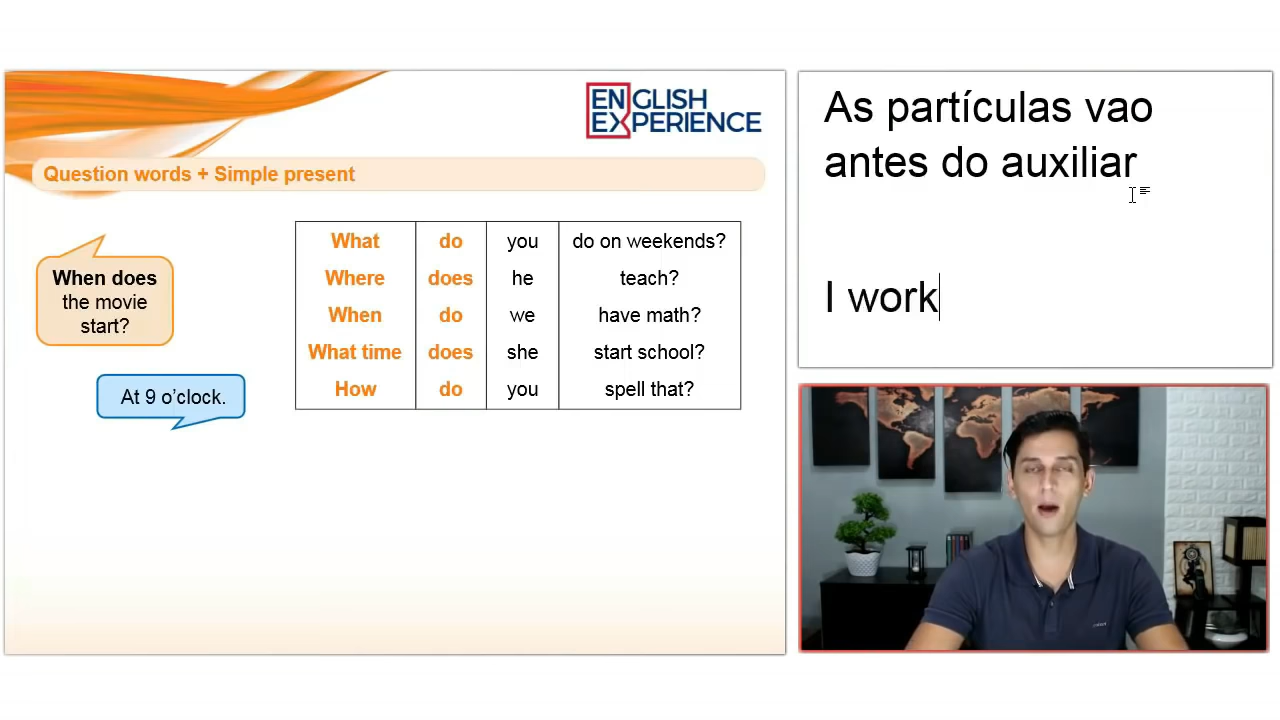 ENGLISH
EXPERIENCE
Question words + Simple present
When does
the movie
start?
At 9 o'clock.
What do you do on weekends?
Where does he teach?
When do we have math?
What time does she start school?
How do you spell that?
As partículas vao
antes do auxiliar
I work